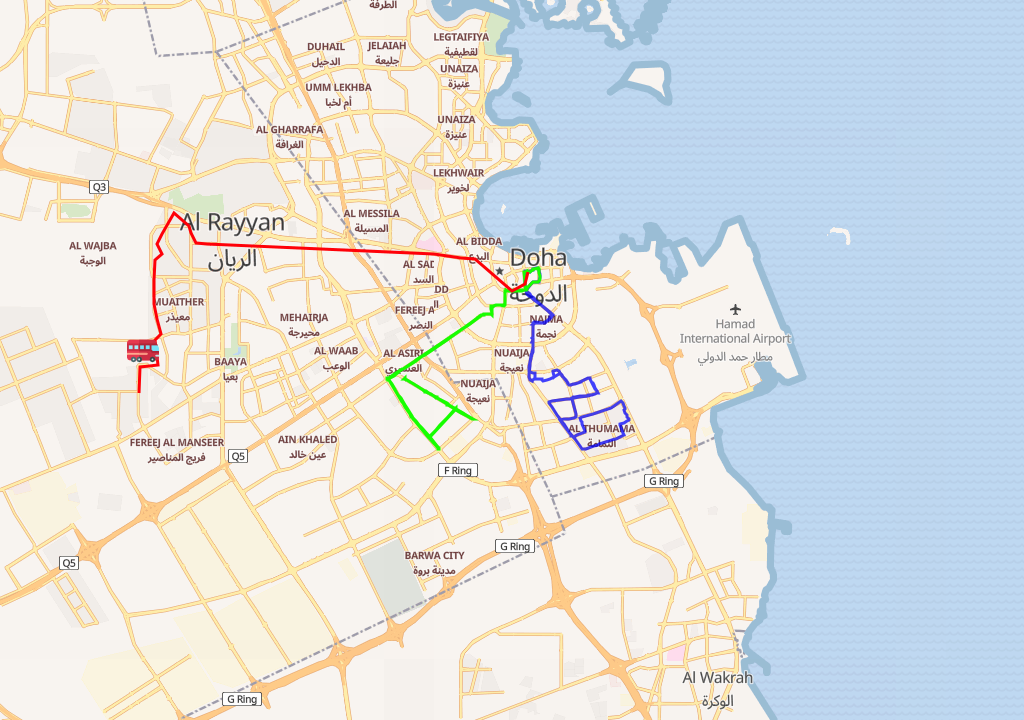 الطرفة
LEGTAIFIYA
لقطيفية
DUHAIL
الدحيل
JELAIAH
جليعة
UNAIZA
عنيزة
UMM LEKHBA
أم لخبا
UNAIZA
عنيزة
AL GHARRAFA
الغرافة
LEKHWAIR
لخوير
Q3
AL MESSILA
المسيلة
Al Rayyan
الريان
AL WAJBA
الوجبة
AL BIDDA
البدع
Doha
الدوحة
AL SAD
السد
DD
ال
MUAITHER
معيذر
FEREEJ A
النصر
MEHAIRJA
محيرجة
NAJMA
نجمة
Hamad
International Airport
مطار حمد الدولي
AL WAAB
الوعب
AL ASIRI
العسيري
NUAIJA
نعيجة
BAAYA
بعيا
NUAIJA
نعيجة
AL THUMAMA
الثمامة
FEREEJ AL MANSEER
فريج المناصير
AIN KHALED
عين خالد
Q5
F Ring
G Ring
G Ring
BARWA CITY
مدينة بروة
Q5
Al Wakrah
الوكرة
G Ring